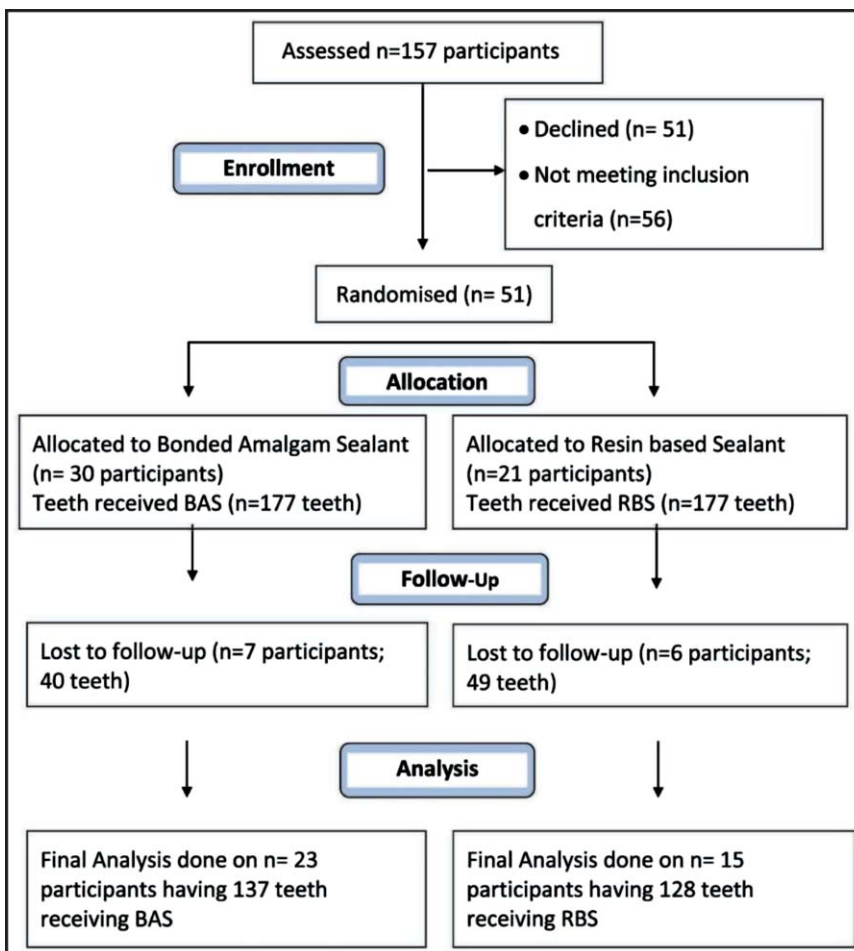 Assessed n=157 participants
• Declined (n= 51)
• Not meeting inclusion
criteria (n=56)
Enrollment
Randomised (n= 51)
Allocation
Allocated to Bonded Amalgam Sealant
(n= 30 participants)
Teeth received BAS (n=177 teeth)
Allocated to Resin based Sealant
(n=21 participants)
Teeth received RBS (n=177 teeth)
Follow-Up
Lost to follow-up (n=7 participants;
40 teeth)
Lost to follow-up (n=6 participants;
49 teeth)
Analysis
Final Analysis done on n= 23
participants having 137 teeth
receiving BAS
Final Analysis done on n= 15
participants having 128 teeth
receiving RBS